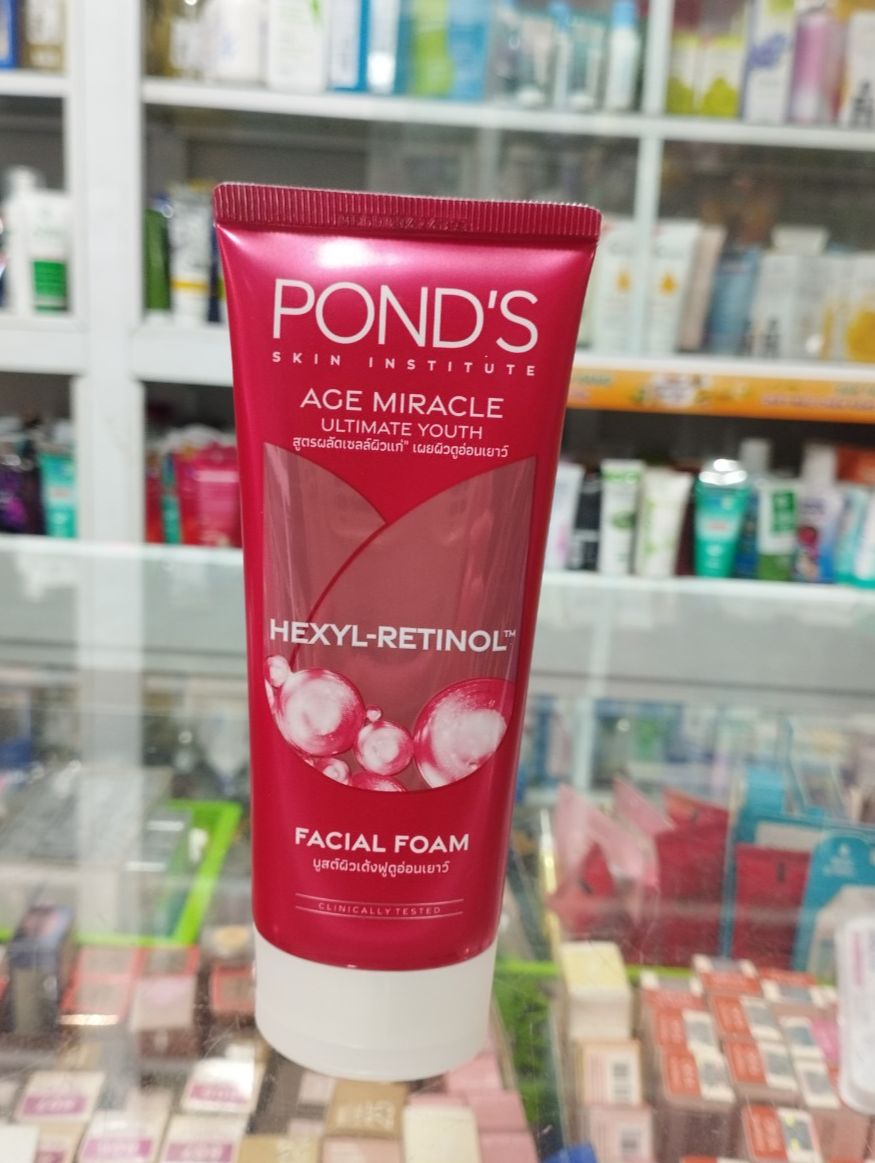 POND'S
SKIN INSTITUTE
AGE MIRACLE
ULTIMATE YOUTH
สูตรผลัดเซลล์ผิวแก่" เผยผิวดูอ่อนเยาว์
HEXYL-RETINOL™
FACIAL FOAM
บูสต์ผิวเด้งฟูดูอ่อนเยาว์
CLINICALLY TESTED